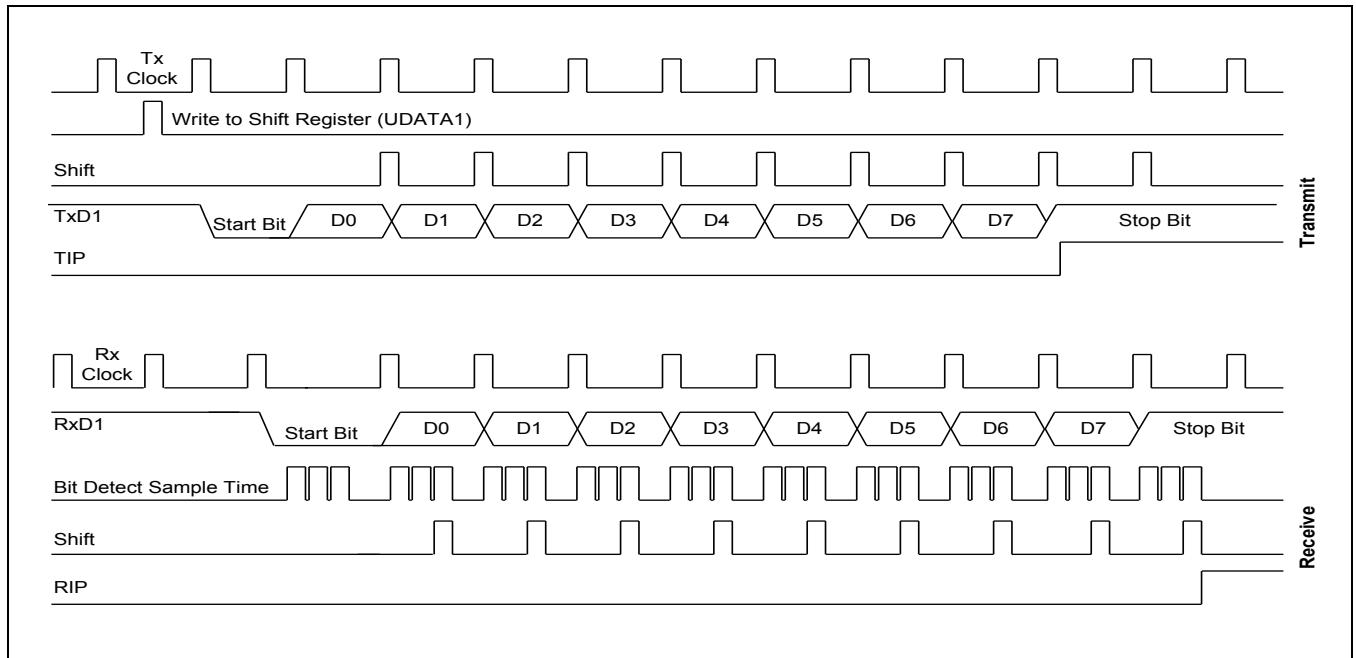 Tx
Clock
Write to Shift Register (UDATA1)
Shift
TxD1 Start Bit D0 D1 D2 D3 D4 D5 D6 D7 Stop Bit
TIP
Transmit
Rx
Clock
RxD1 Start Bit D0 D1 D2 D3 D4 D5 D6 D7 Stop Bit
Bit Detect Sample Time
Shift
RIP
Receive